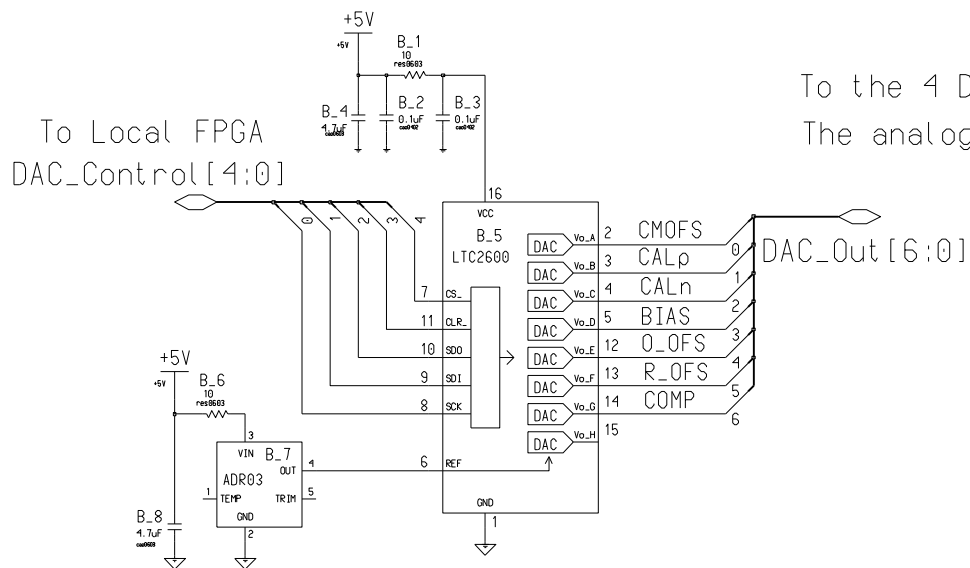 +5V
+5V
B_1
10
res0603
B_4
4.7uF
cao0603
B_2
0.1uF
cao0402
B_3
0.1uF
cao0402
To the 4 D
The analog
To Local FPGA
DAC_Control[4:0]
0
1
2
3
4
16
VCC
B_5
LTC2600
7
CS_
11
CLR_
10
SDO
9
SDI
8
SCK
6
REF
GND
1
DAC
Vo_A
2
CMOFS
0
DAC
Vo_B
3
CALp
1
DAC
Vo_C
4
CALn
2
DAC
Vo_D
5
BIAS
3
DAC
Vo_E
12
O_OFS
4
DAC
Vo_F
13
R_OFS
5
DAC
Vo_G
14
COMP
6
DAC
Vo_H
15
DAC_Out[6:0]
+5V
+5V
B_6
10
res0603
3
VIN
B_7
OUT
4
ADR03
1
TEMP
TRIM
5
GND
2
B_8
4.7uF
cao0603